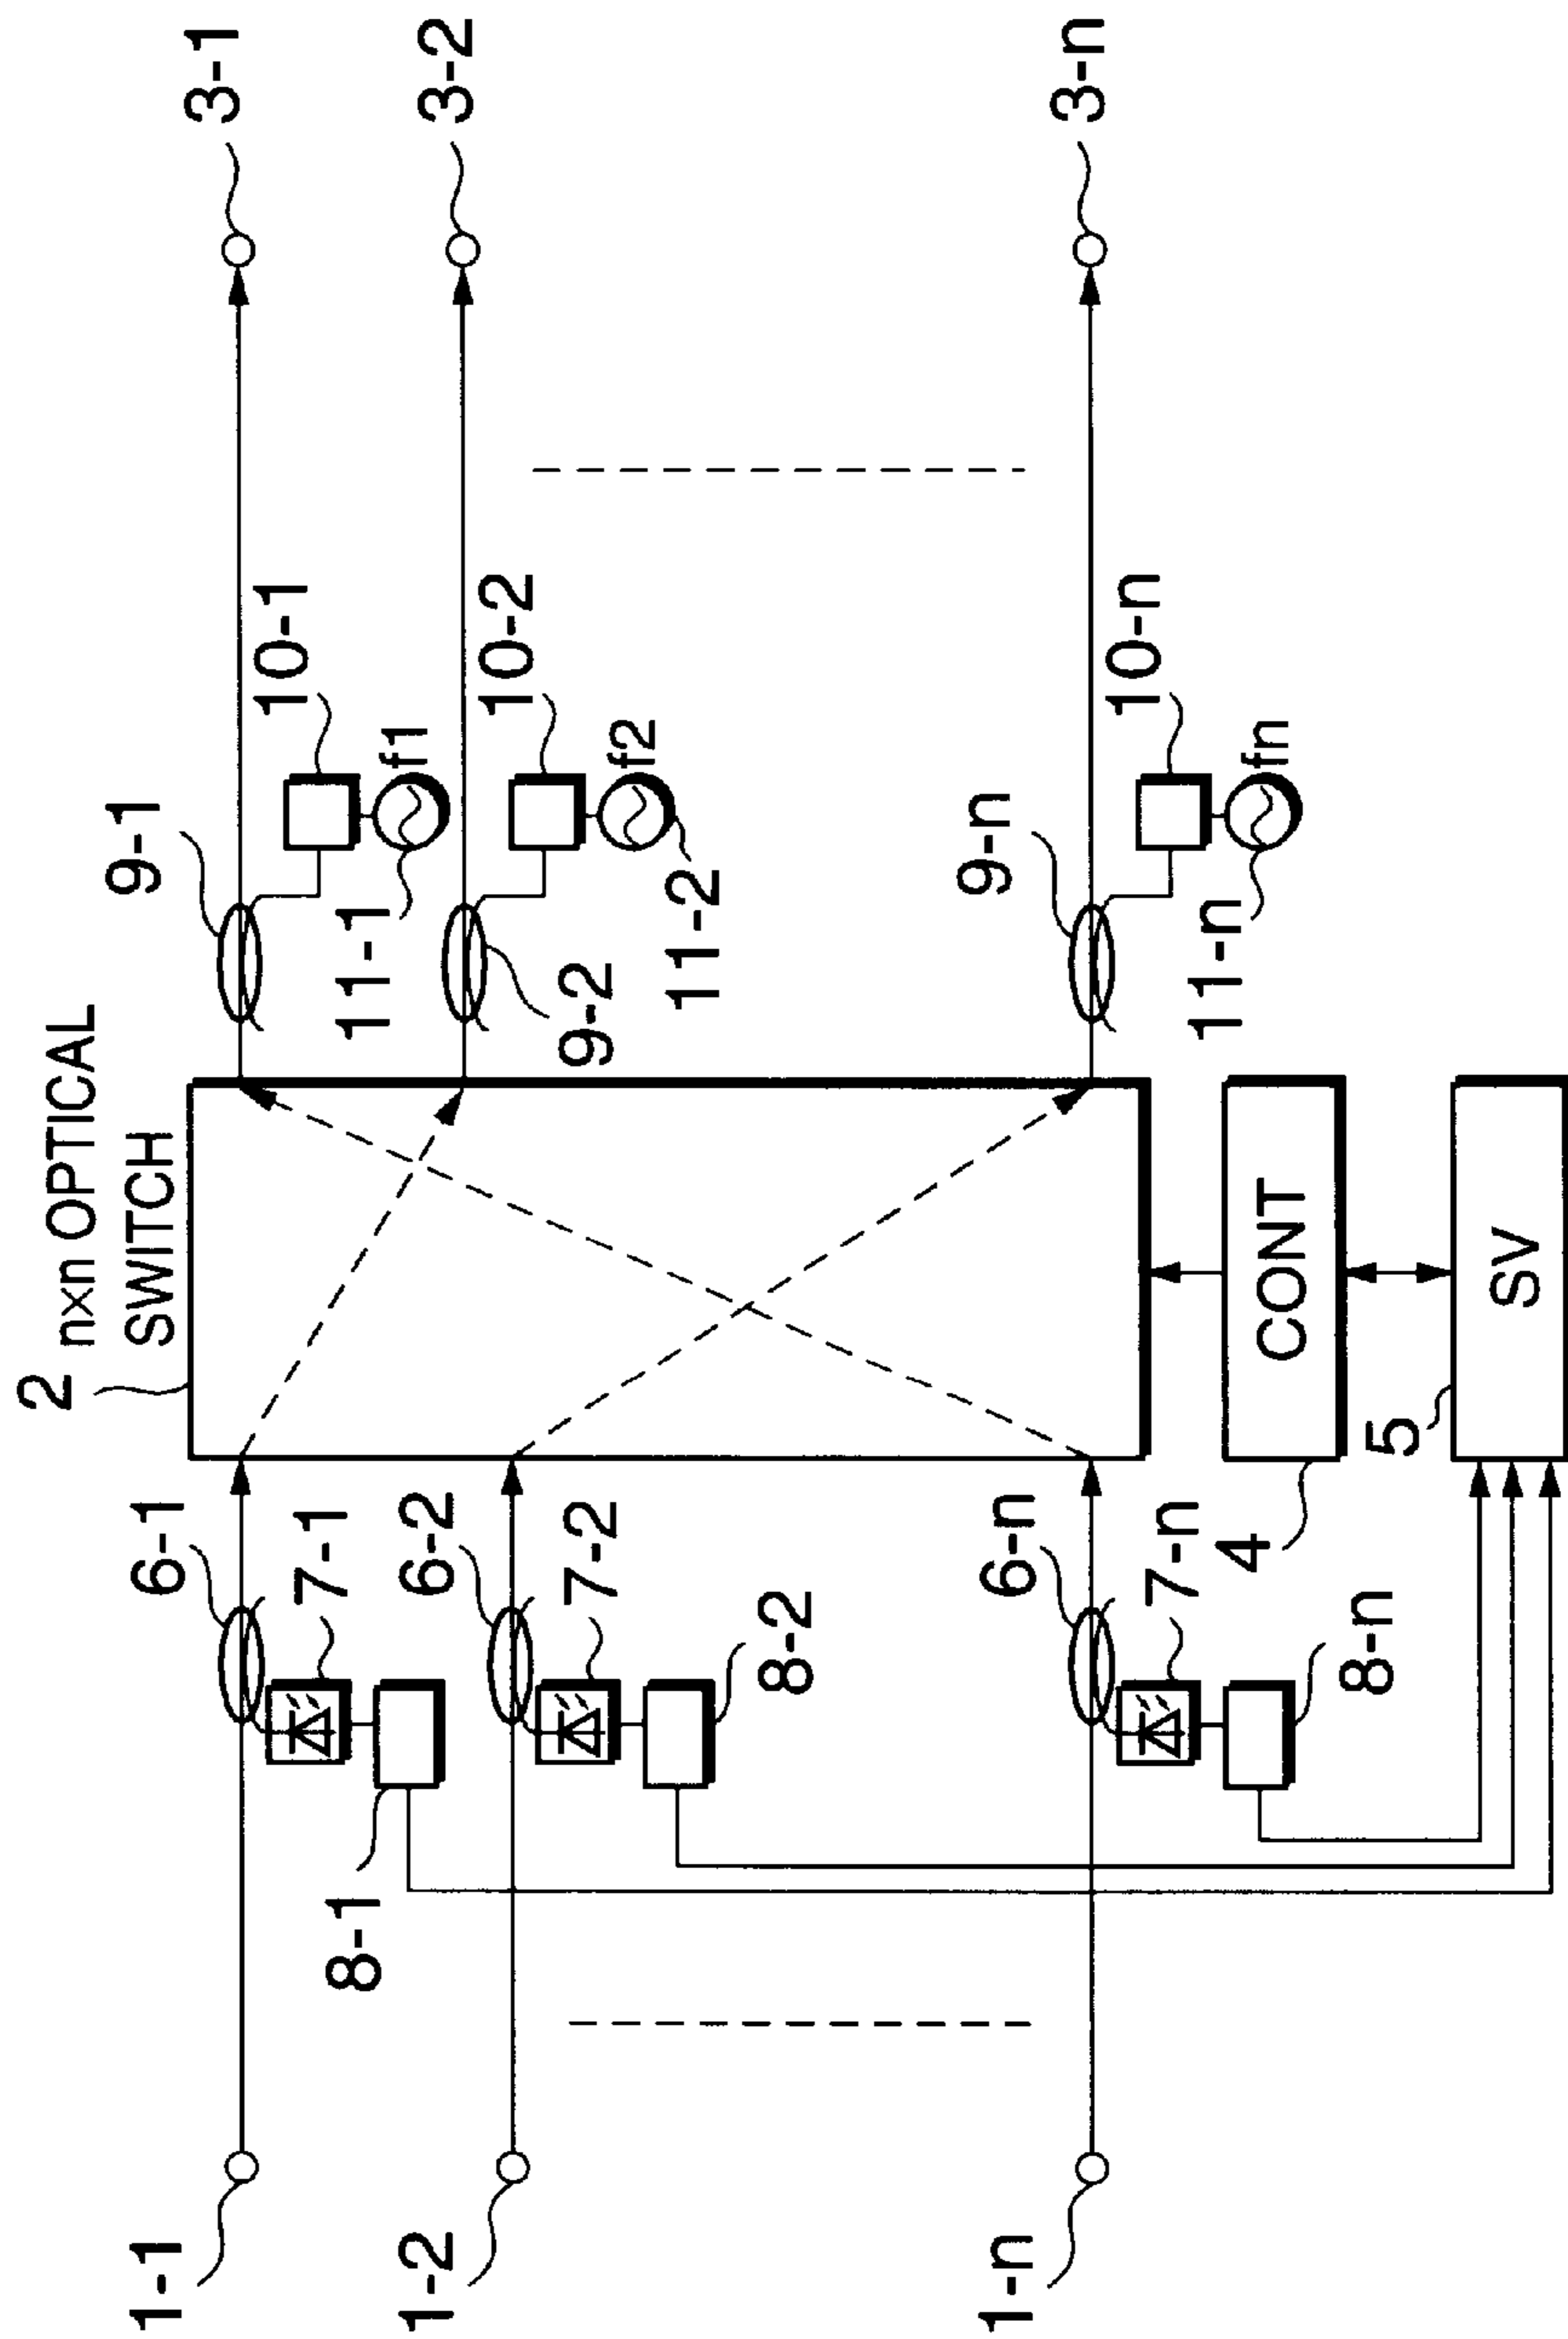 2
n×n OPTICAL
SWITCH
1-1
6-1
7-1
8-1
9-1
10-1
11-1
f1
3-1
1-2
6-2
7-2
8-2
9-2
10-2
11-2
f2
3-2
1-n
6-n
7-n
8-n
9-n
10-n
11-n
fn
3-n
4
CONT
5
SV